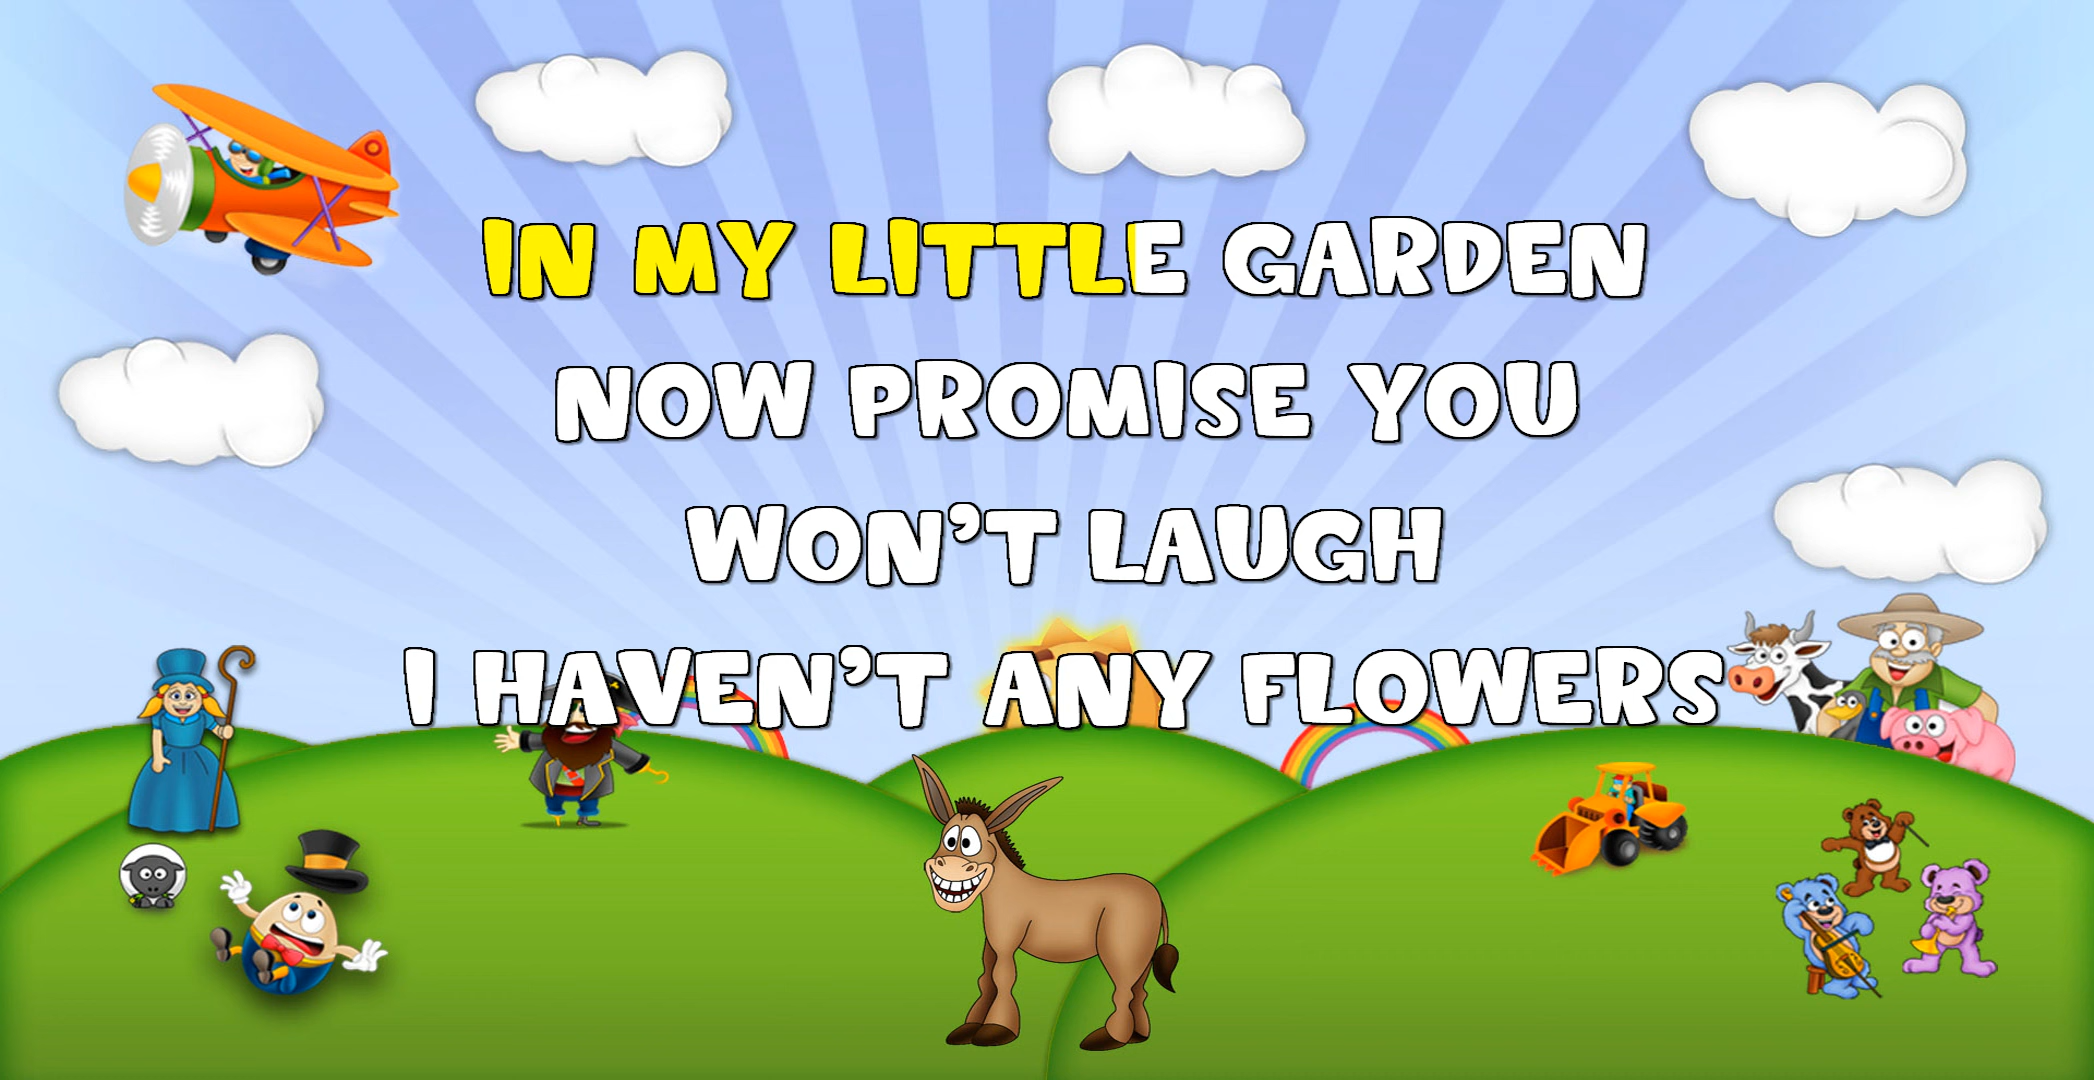 IN MY LITTLE GARDEN
NOW PROMISE YOU
WON'T LAUGH
I HAVEN'T ANY FLOWERS